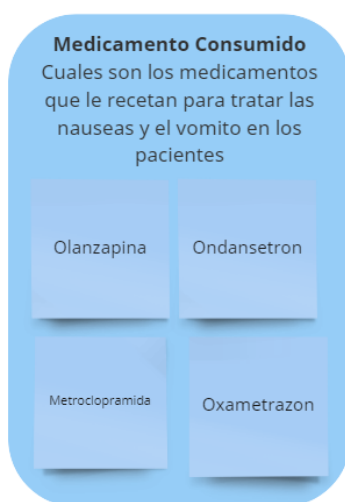 Medicamento Consumido
Cuales son los medicamentos
que le recetan para tratar las
nauseas y el vomito en los
pacientes
Olanzapina
Ondansetron
Metroclopramida
Oxametrazon